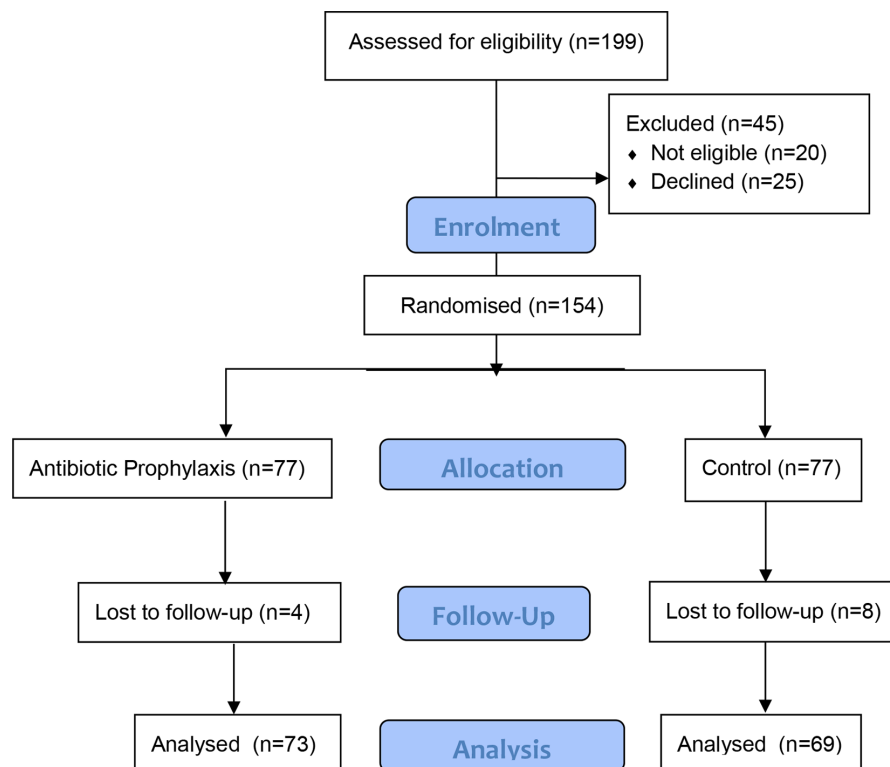 Assessed for eligibility (n=199)
Excluded (n=45)
♦ Not eligible (n=20)
♦ Declined (n=25)
Enrolment
Randomised (n=154)
Antibiotic Prophylaxis (n=77)
Allocation
Control (n=77)
Lost to follow-up (n=4)
Follow-Up
Lost to follow-up (n=8)
Analysed (n=73)
Analysis
Analysed (n=69)